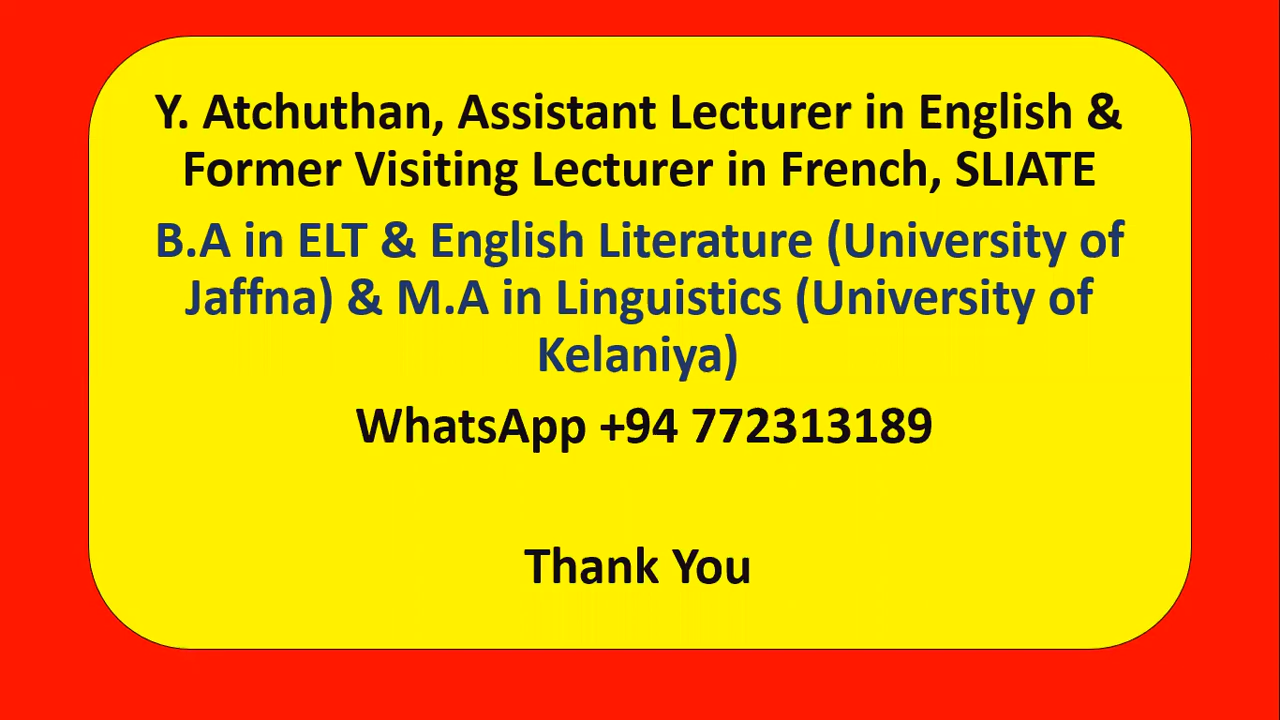 Y. Atchuthan, Assistant Lecturer in English &
Former Visiting Lecturer in French, SLIATE
B.A in ELT & English Literature (University of
Jaffna) & M.A in Linguistics (University of
Kelaniya)
WhatsApp +94 772313189
Thank You